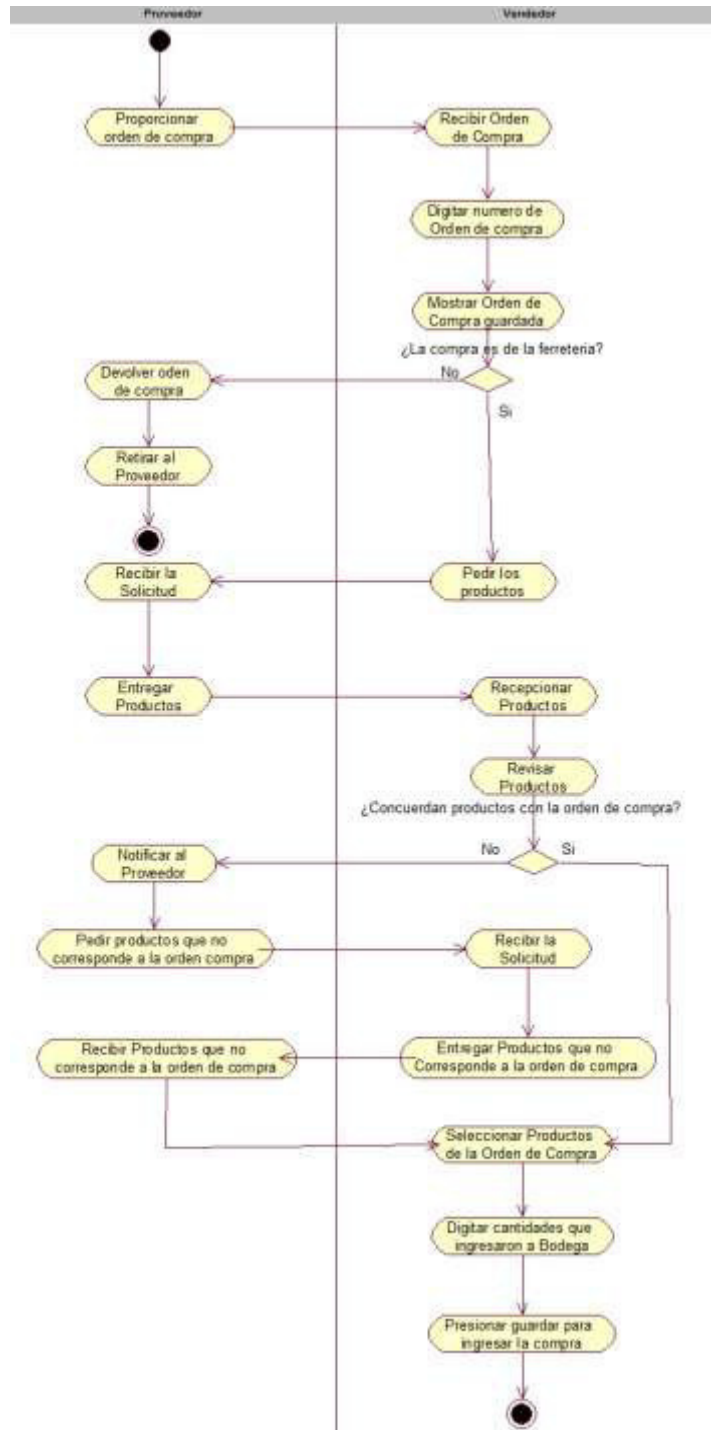 Proveedor
Vendedor
Proporcionar
orden de compra
Recibir Orden
de Compra
Digitar numero de
Orden de compra
Mostrar Orden de
Compra guardada
¿La compra es de la ferreteria?
No
Si
Devolver oden
de compra
Retirar al
Proveedor
Pedir los
productos
Recibir la
Solicitud
Entregar
Productos
Recepcionar
Productos
Revisar
Productos
¿Concuerdan productos con la orden de compra?
No
Si
Notificar al
Proveedor
Pedir productos que no
corresponde a la orden compra
Recibir la
Solicitud
Entregar Productos que no
Corresponde a la orden de compra
Recibir Productos que no
corresponde a la orden de compra
Seleccionar Productos
de la Orden de Compra
Digitar cantidades que
ingresaron a Bodega
Presionar guardar para
ingresar la compra